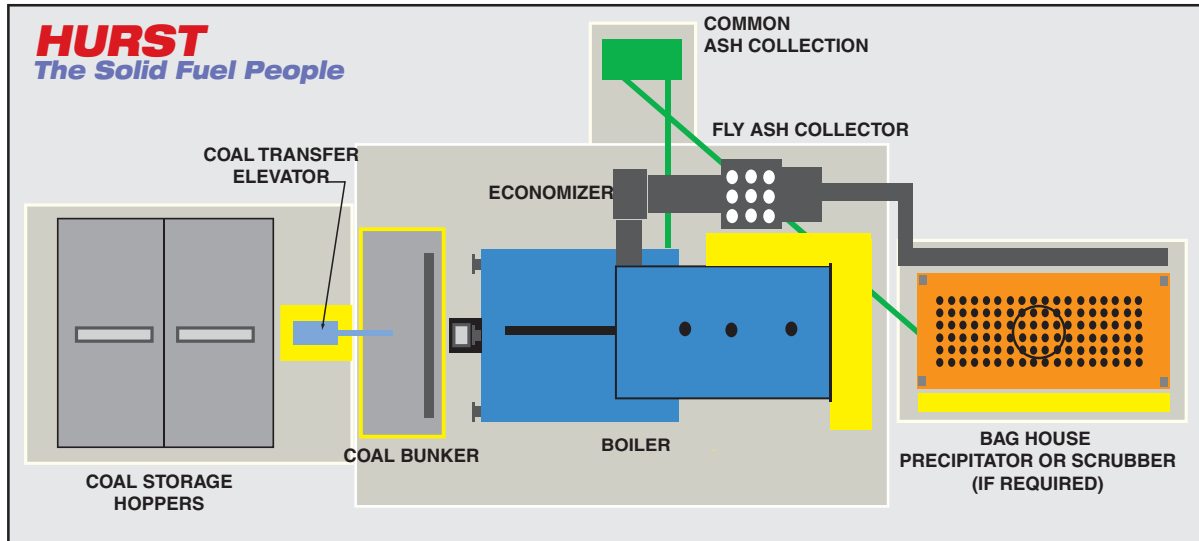 HURST
The Solid Fuel People
COMMON
ASH COLLECTION
FLY ASH COLLECTOR
COAL TRANSFER
ELEVATOR
ECONOMIZER
COAL BUNKER
BOILER
COAL STORAGE
HOPPERS
BAG HOUSE
PRECIPITATOR OR SCRUBBER
(IF REQUIRED)